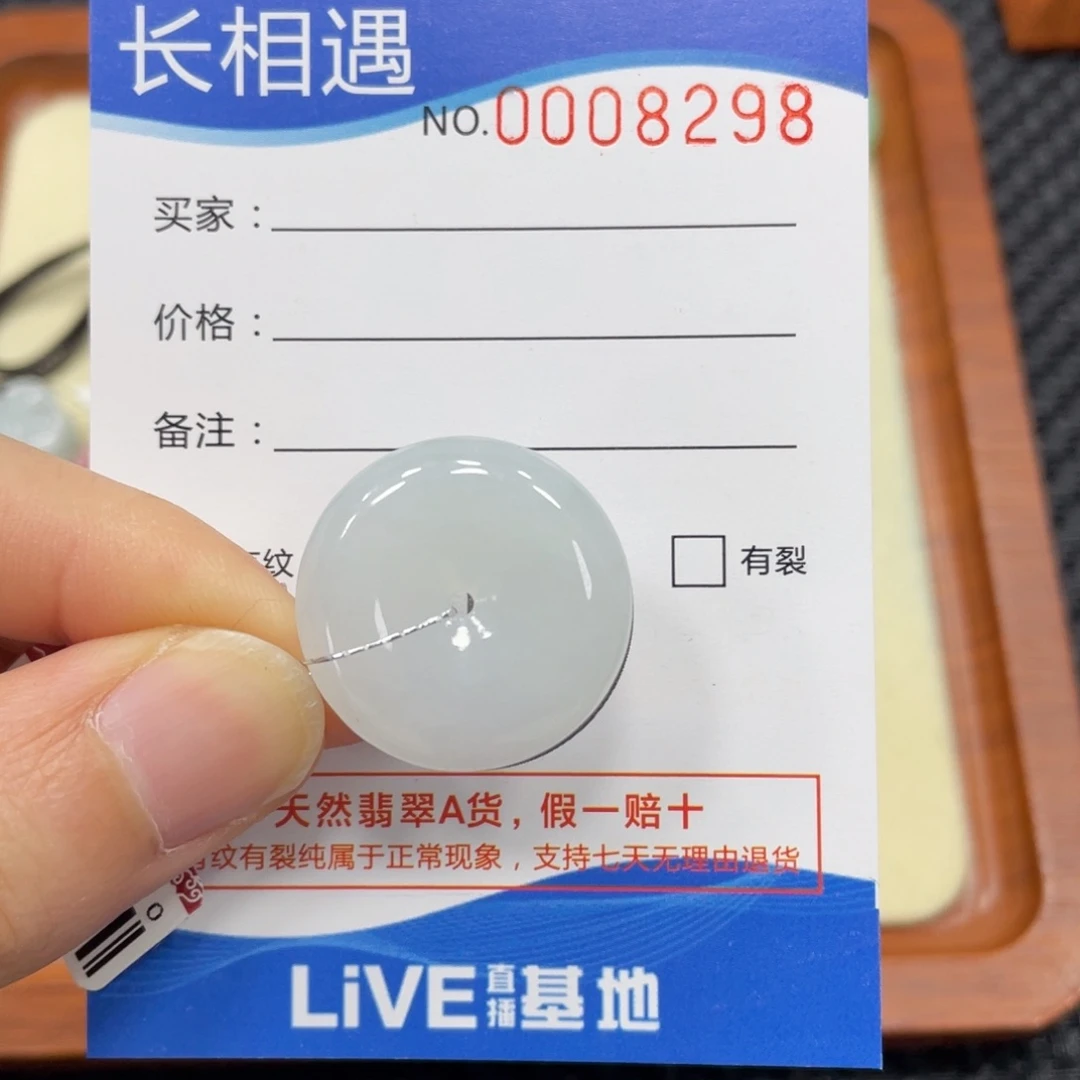 长相遇
NO.0008298
买家：
价格：
备注：
纹
有裂
天然翡翠A货，假一赔十
纹有裂纯属于正常现象，支持七天无理由退货
LiVE直播基地